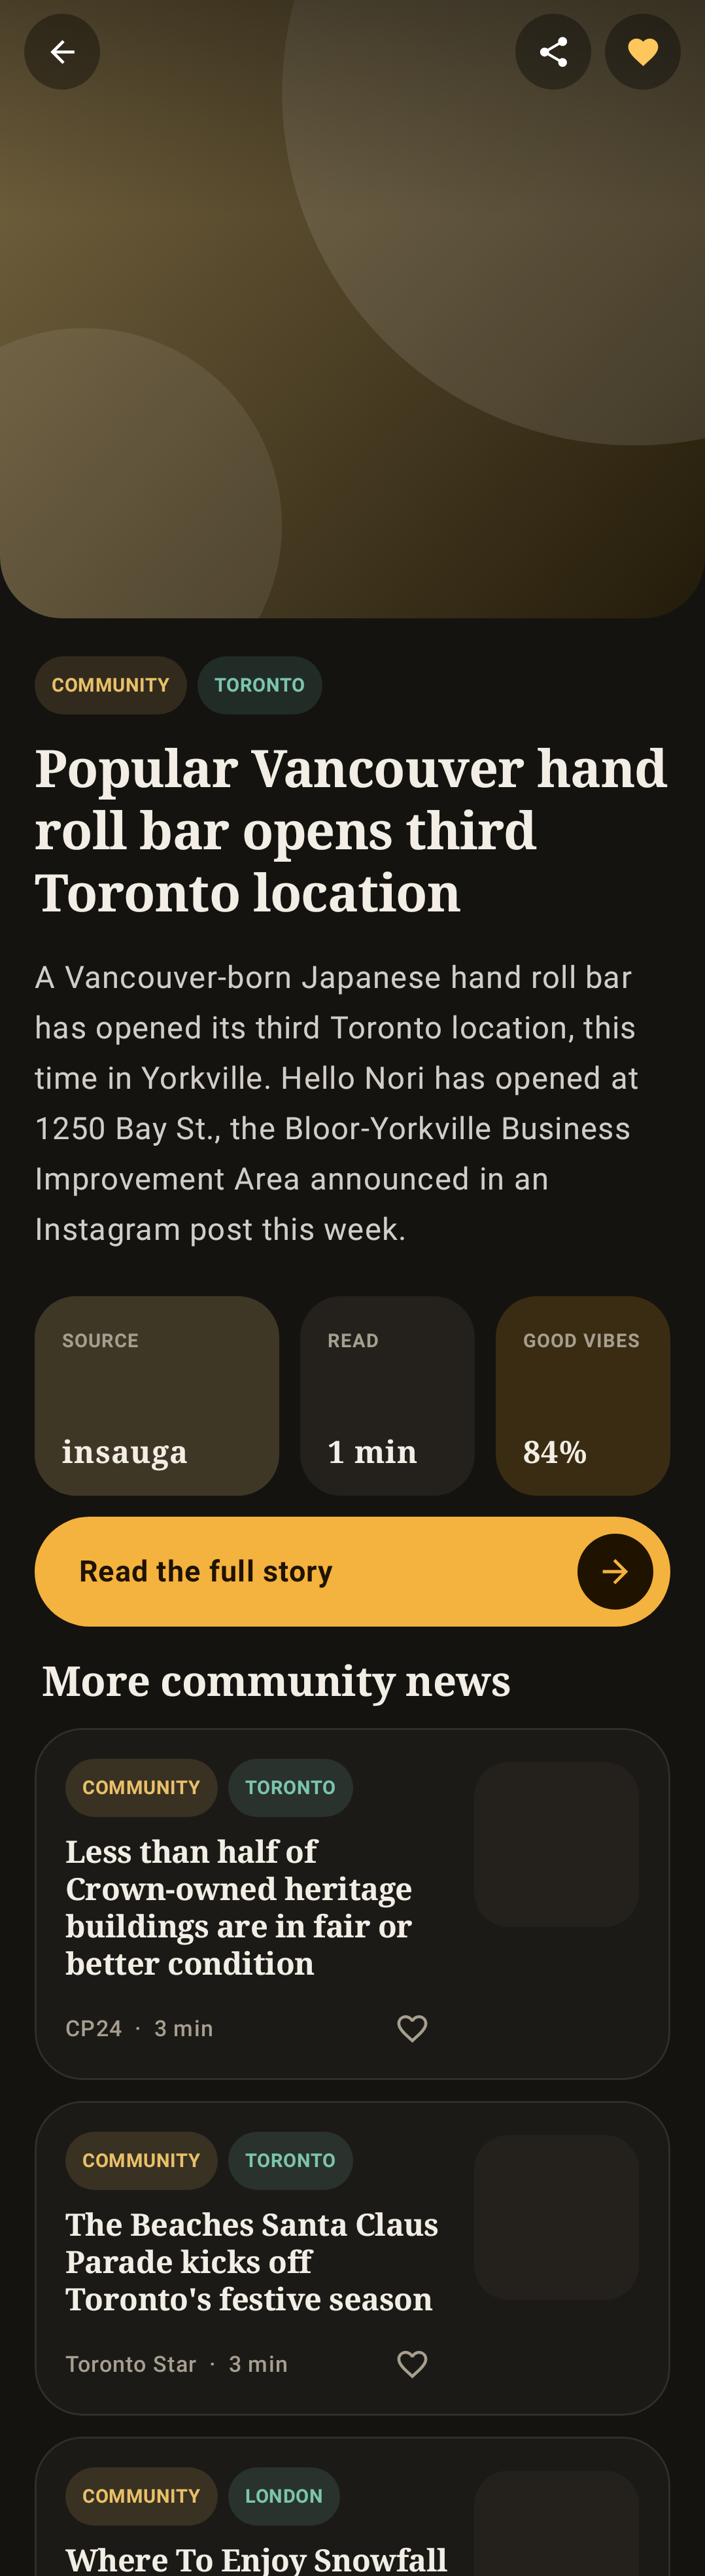 COMMUNITY TORONTO
Popular Vancouver hand
roll bar opens third
Toronto location
A Vancouver-born Japanese hand roll bar
has opened its third Toronto location, this
time in Yorkville. Hello Nori has opened at
1250 Bay St., the Bloor-Yorkville Business
Improvement Area announced in an
Instagram post this week.
SOURCE
insauga
READ
1 min
GOOD VIBES
84%
Read the full story
More community news
COMMUNITY TORONTO
Less than half of
Crown-owned heritage
buildings are in fair or
better condition
CP24 · 3 min
COMMUNITY TORONTO
The Beaches Santa Claus
Parade kicks off
Toronto's festive season
Toronto Star · 3 min
COMMUNITY LONDON
Where To Enjoy Snowfall